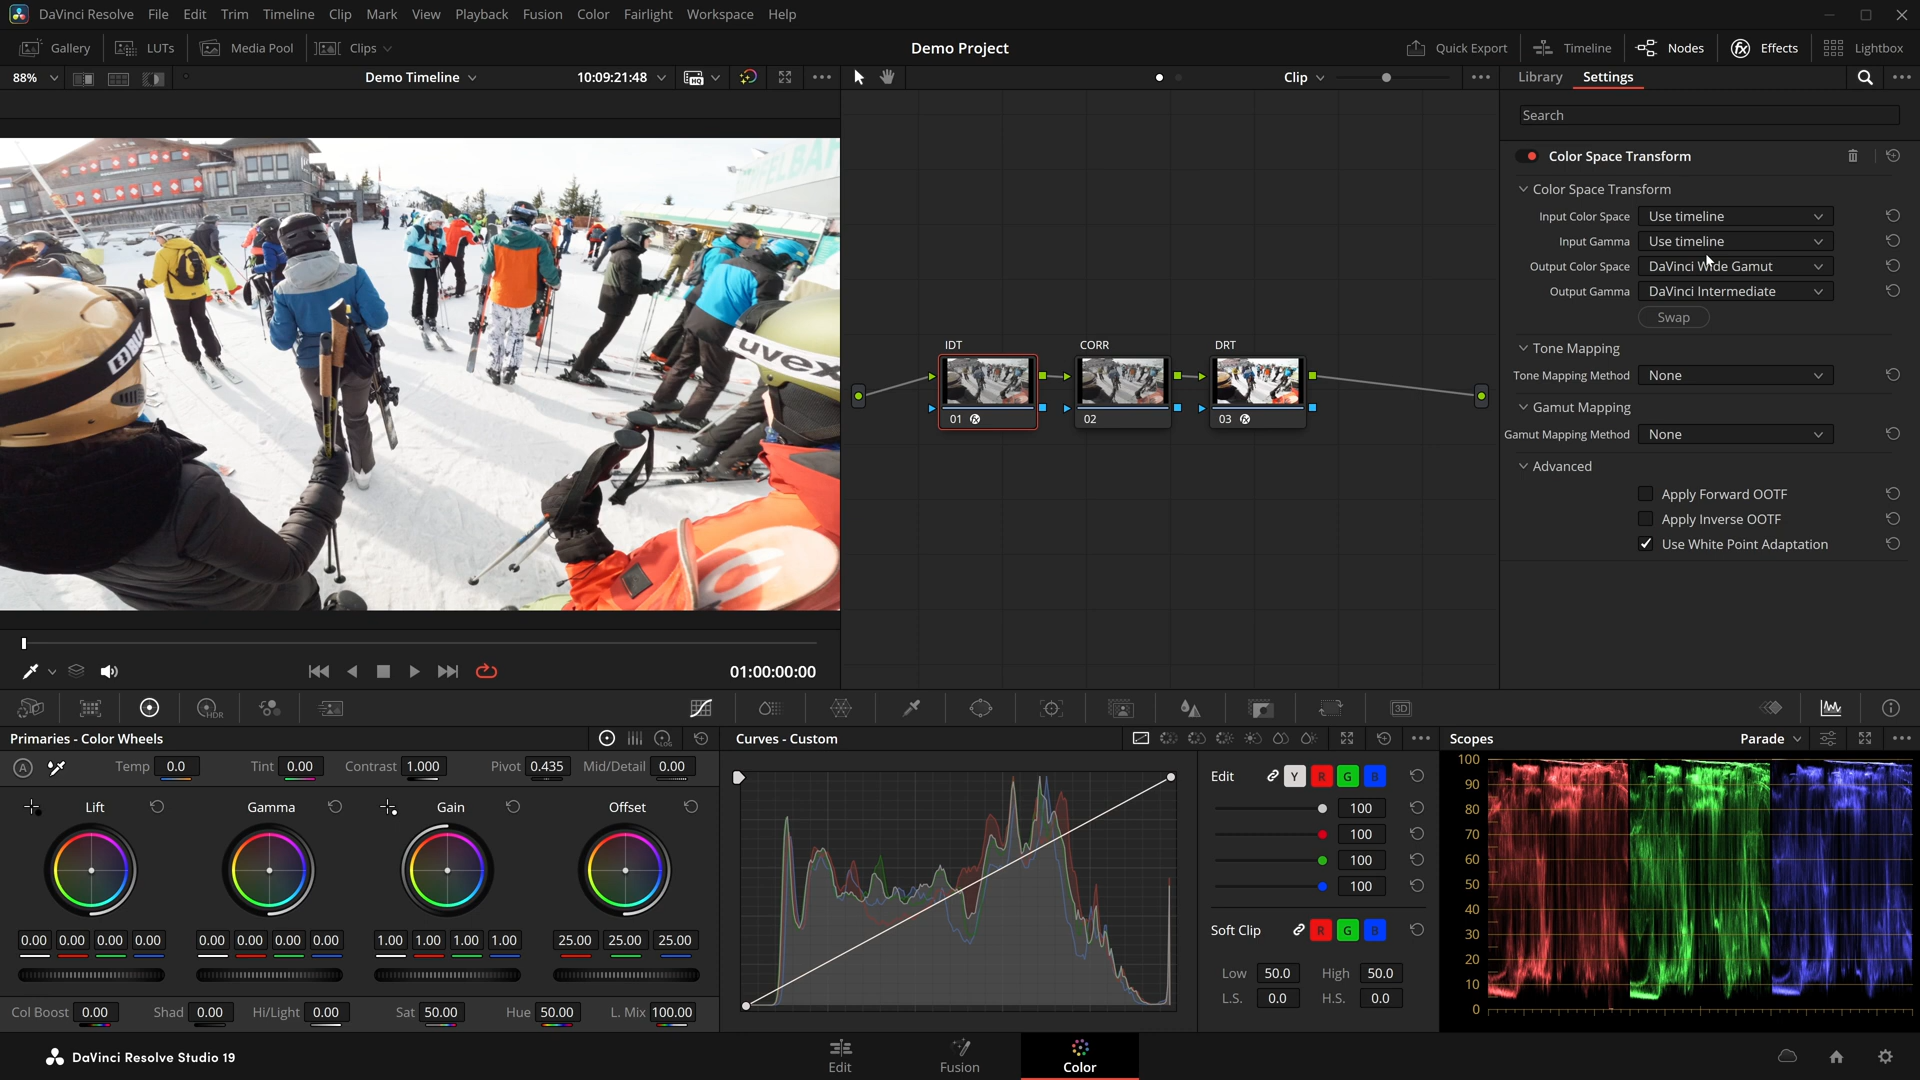 DaVinci Resolve File Edit Trim Timeline Clip Mark View Playback Fusion Color Fairlight Workspace Help
Gallery LUTs Media Pool Clips Demo Project Quick Export Timeline Nodes Effects Lightbox
88% Demo Timeline 10:09:21:48 HQ Clip Library Settings
Search
Color Space Transform
Color Space Transform
Input Color Space Use timeline
Input Gamma Use timeline
Output Color Space DaVinci Wide Gamut
Output Gamma DaVinci Intermediate
Swap
Tone Mapping
Tone Mapping Method None
Gamut Mapping
Gamut Mapping Method None
Advanced
Apply Forward OOTF
Apply Inverse OOTF
Use White Point Adaptation
uvex
IDT CORR DRT
01 02 03
01:00:00:00
HDR 3D
Primaries - Color Wheels LOG
A Temp 0.0 Tint 0.00 Contrast 1.000 Pivot 0.435 Mid/Detail 0.00
Lift Gamma Gain Offset
0.00 0.00 0.00 0.00 0.00 0.00 0.00 0.00 1.00 1.00 1.00 1.00 25.00 25.00 25.00
Col Boost 0.00 Shad 0.00 Hi/Light 0.00 Sat 50.00 Hue 50.00 L. Mix 100.00
Curves - Custom
Edit Y R G B
100
100
100
100
Soft Clip R G B
Low 50.0 High 50.0
L.S. 0.0 H.S. 0.0
Scopes Parade
100
90
80
70
60
50
40
30
20
10
0
DaVinci Resolve Studio 19 Edit Fusion Color